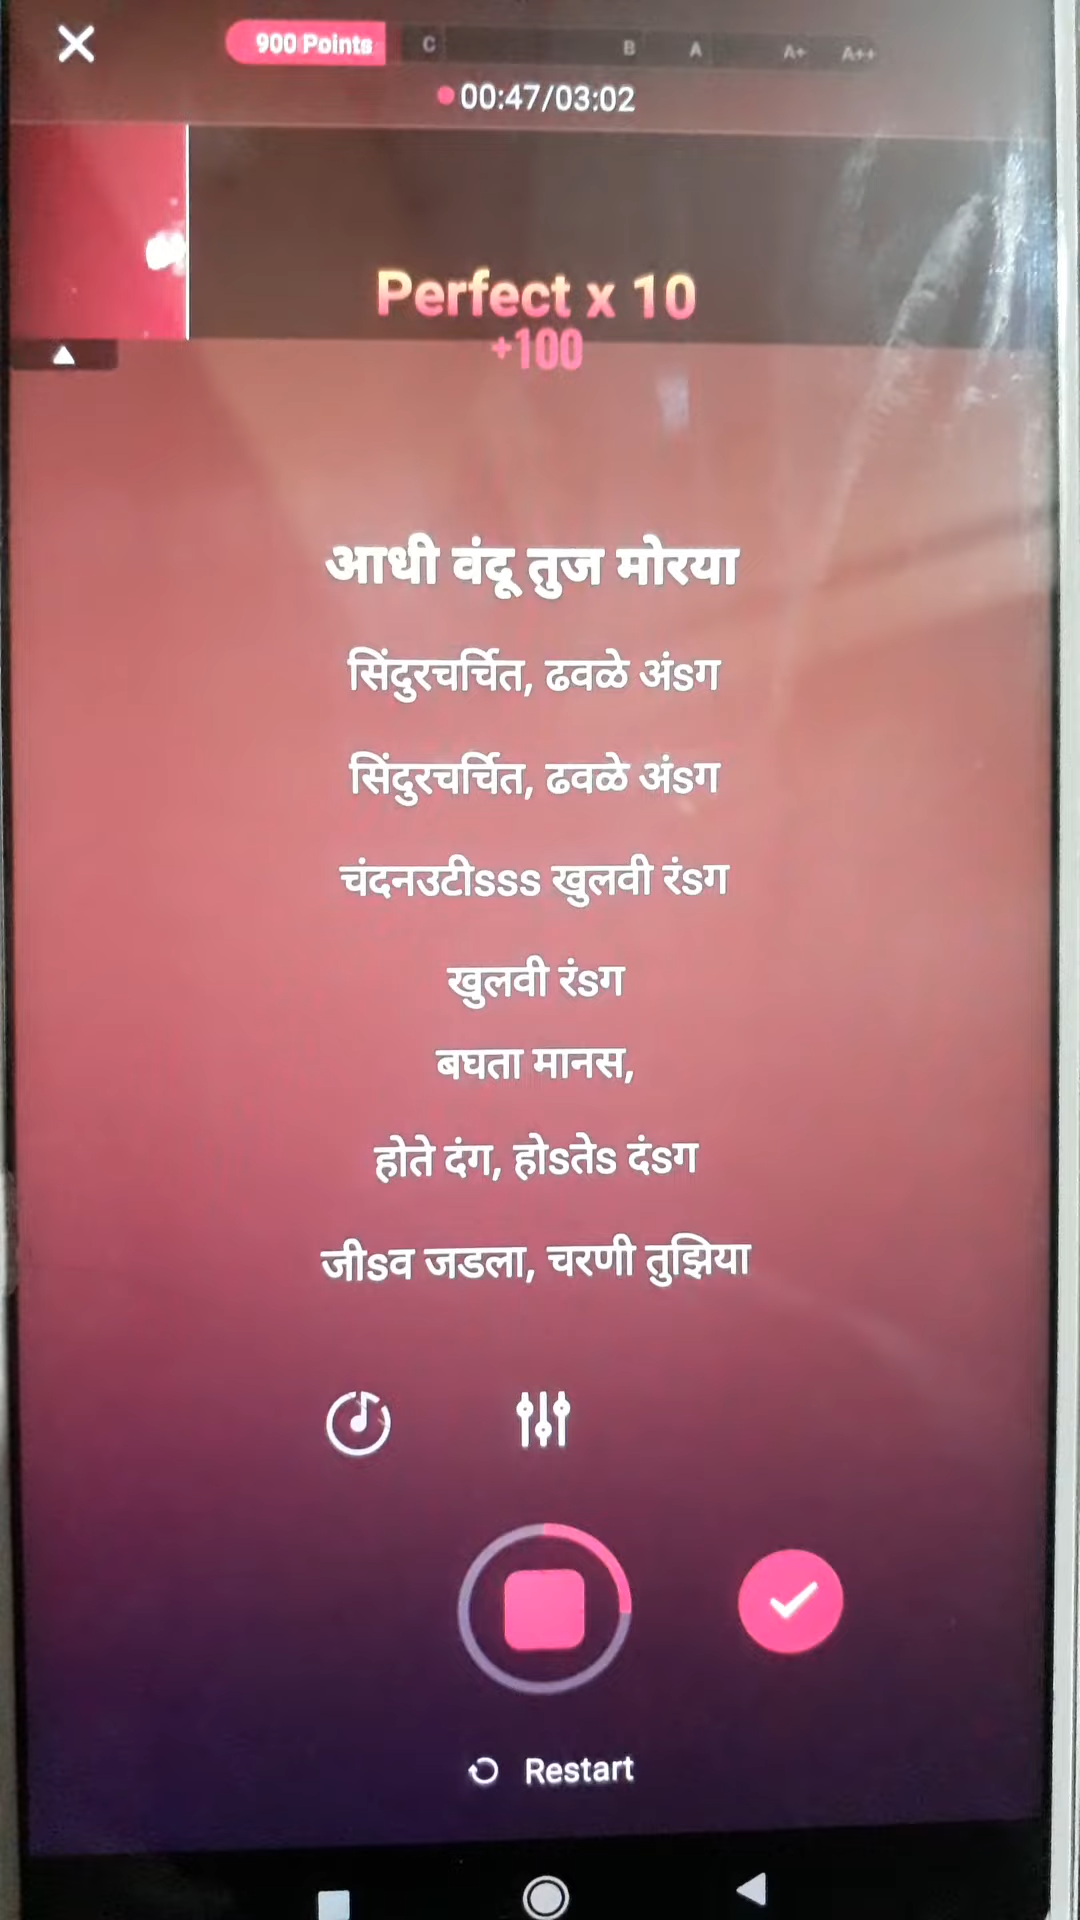 900 Points C B A A+ A++
00:47/03:02
Perfect x 10
+100
आधी वंदू तुज मोरया
सिंदुरचर्चित, ढवळे अंsग
सिंदुरचर्चित, ढवळे अंsग
चंदनउटीsss खुलवी रंsग
खुलवी रंsग
बघता मानस,
होते दंग, होsतेs दंsग
जीsव जडला, चरणी तुझिया
Restart